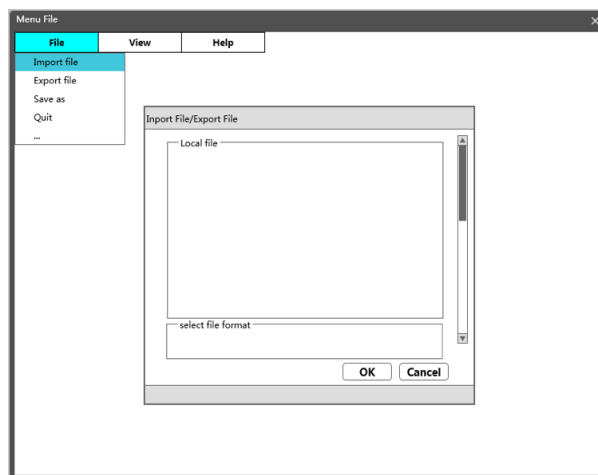 Menu File
File View Help
Import file
Export file
Save as
Quit
...
Inport File/Export File
Local file
select file format
OK Cancel